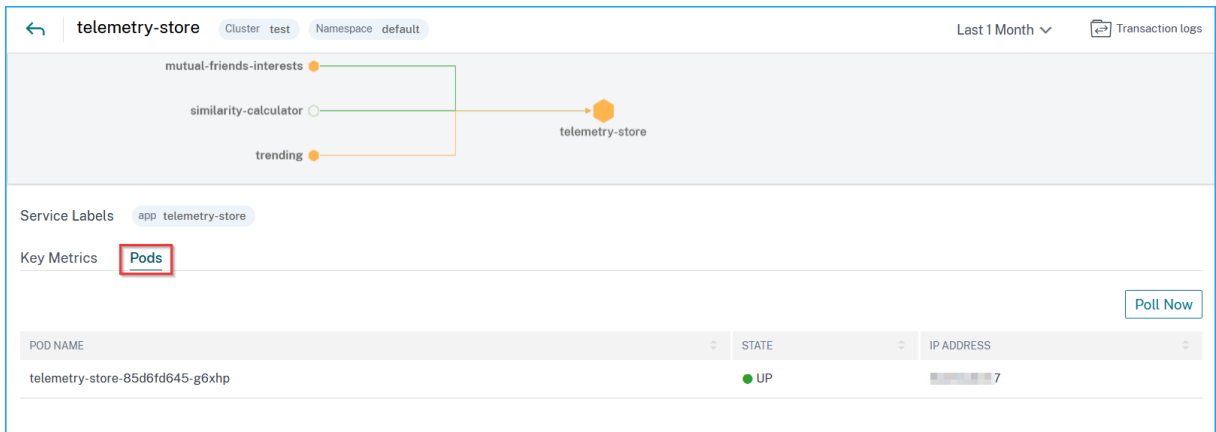 telemetry-store Cluster test Namespace default Last 1 Month Transaction logs
mutual-friends-interests
similarity-calculator
telemetry-store
trending
Service Labels app telemetry-store
Key Metrics Pods
Poll Now
POD NAME STATE IP ADDRESS
telemetry-store-85d6fd645-g6xhp UP 7